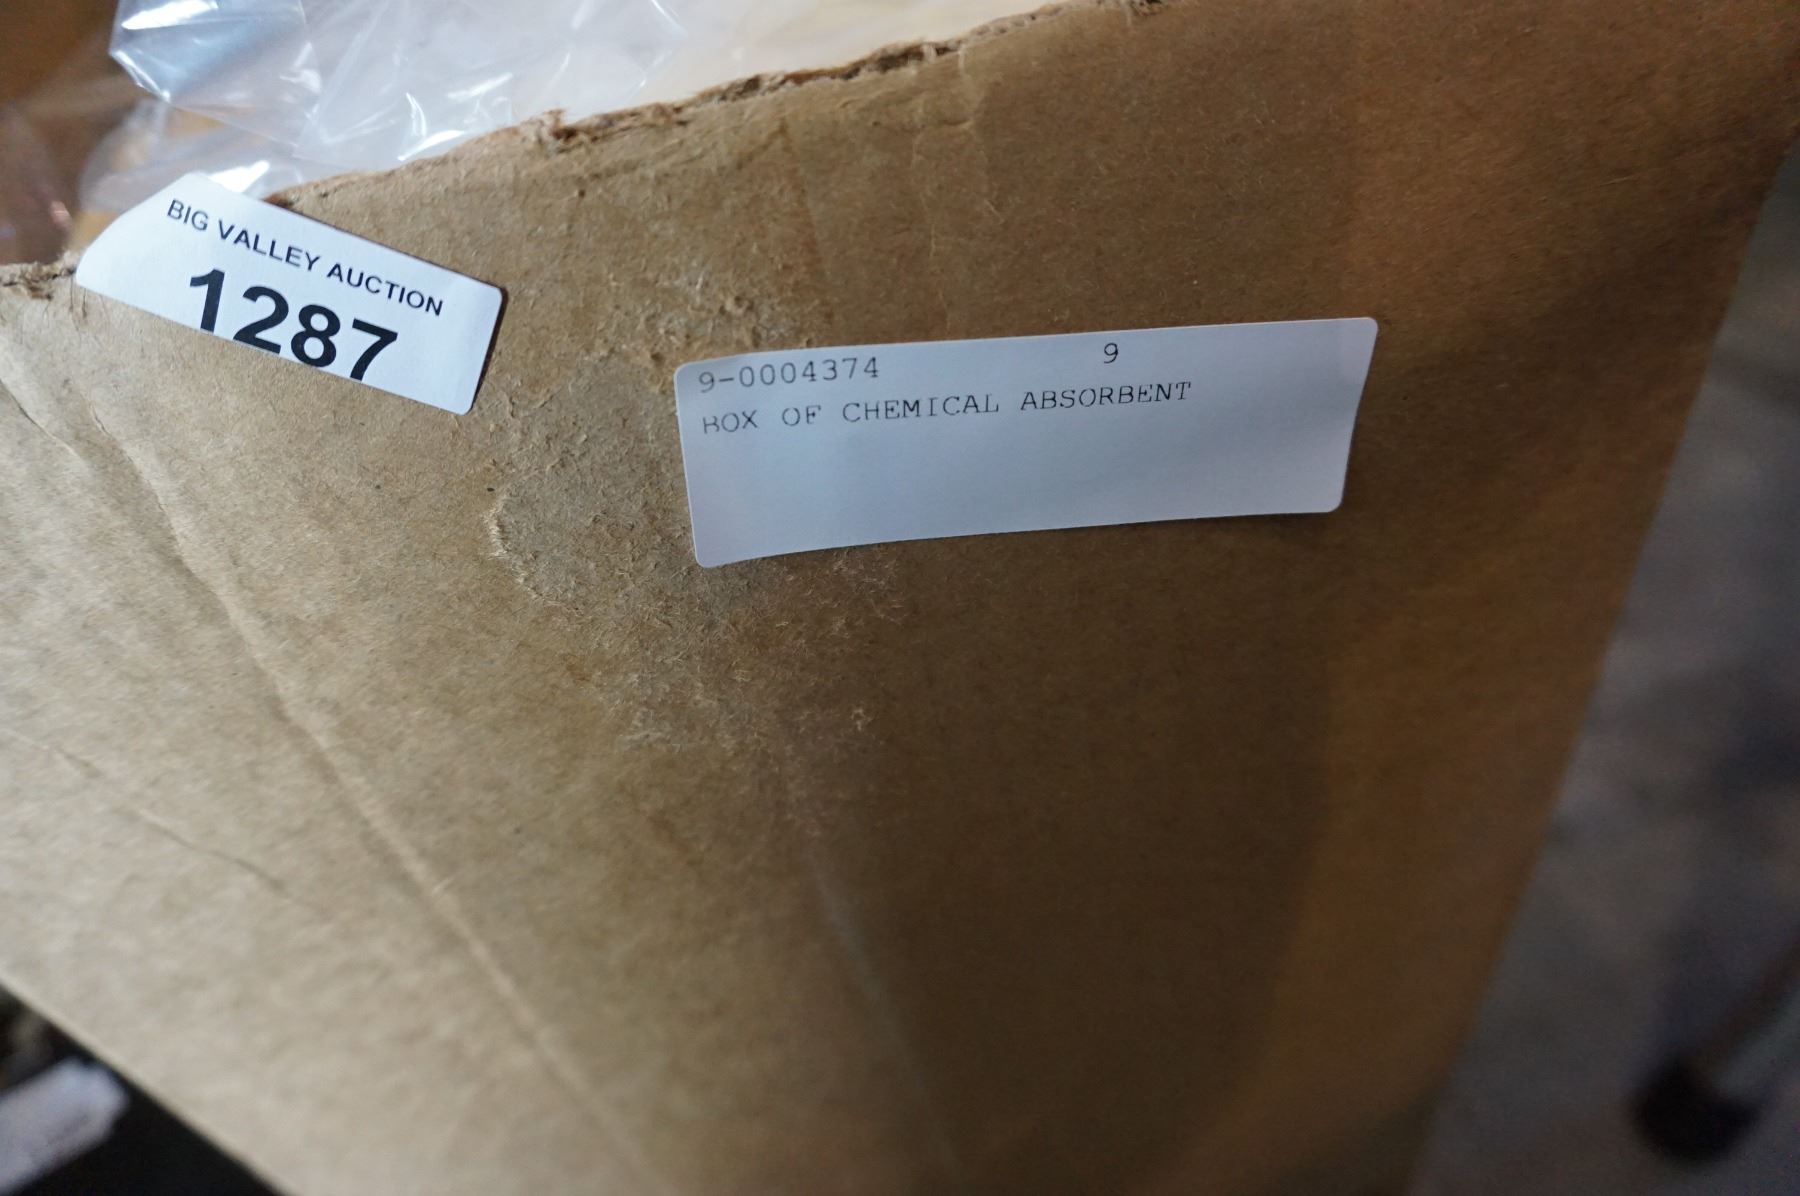 BIG VALLEY AUCTION
1287
9-0004374 9
BOX OF CHEMICAL ABSORBENT